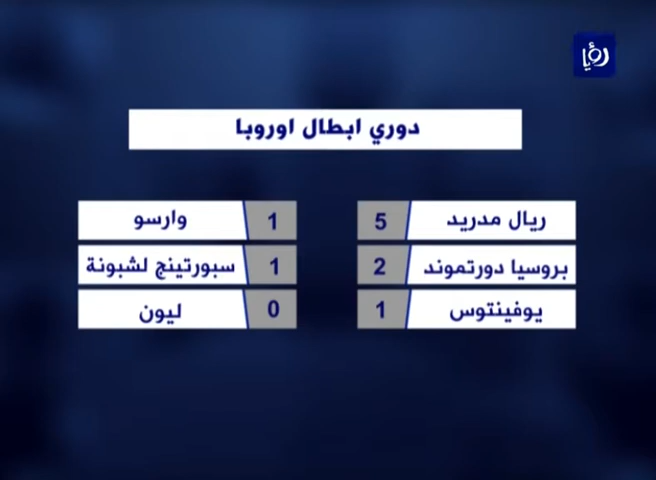 رؤيا
دوري ابطال اوروبا
ريال مدريد 5 1 وارسو
بروسيا دورتموند 2 1 سبورتينج لشبونة
يوفينتوس 1 0 ليون